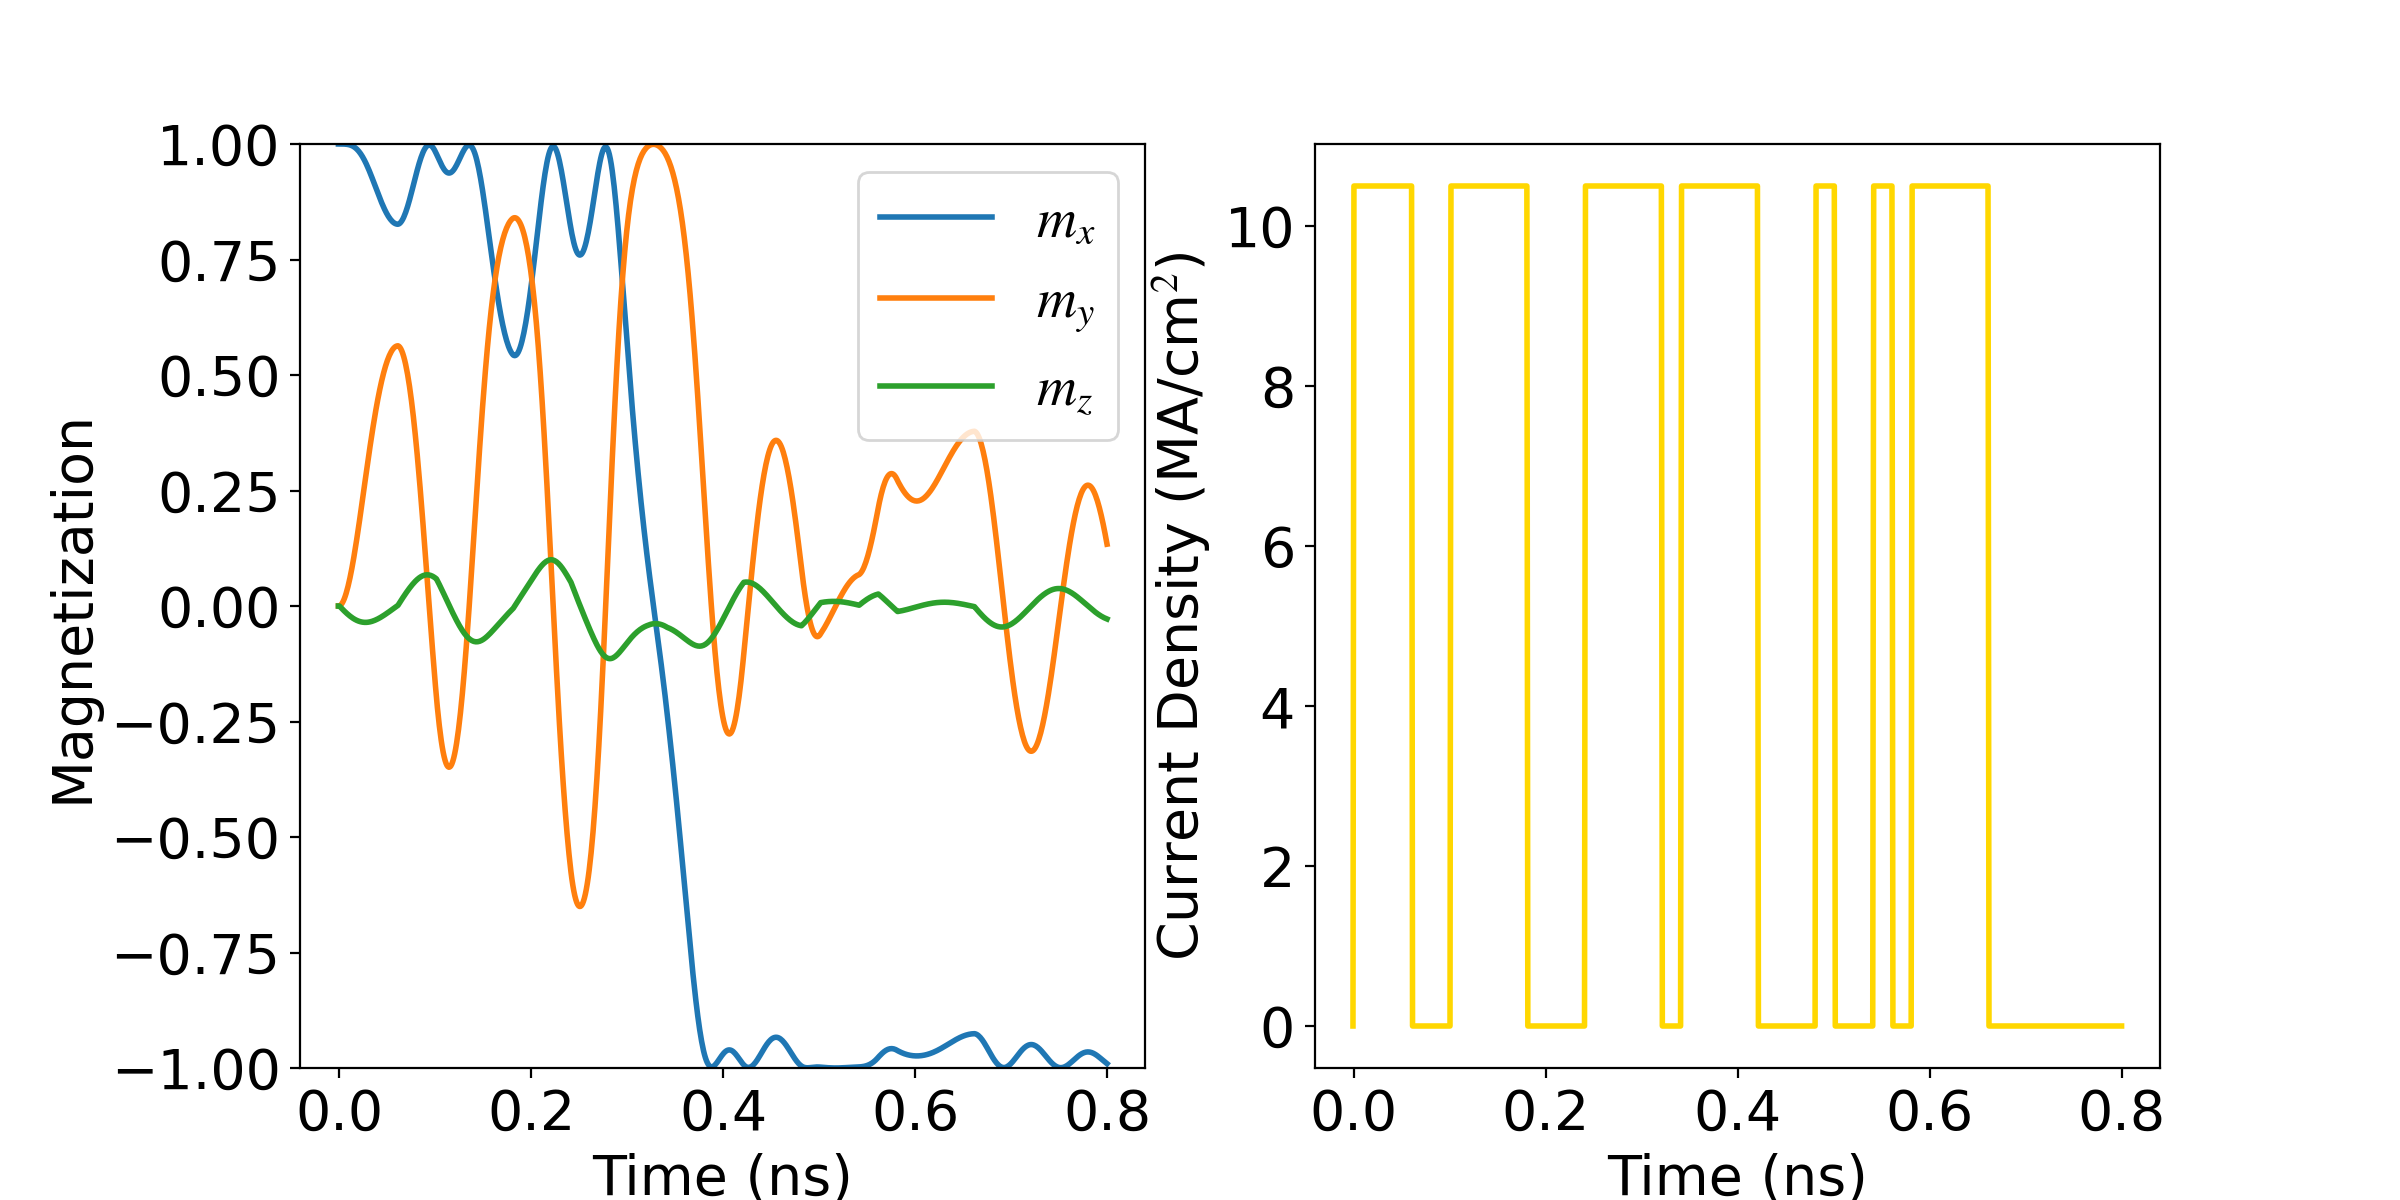 Magnetization
1.00
0.75
0.50
0.25
0.00
−0.25
−0.50
−0.75
−1.00
0.0 0.2 0.4 0.6 0.8
Time (ns)
m_x
m_y
m_z
Current Density (MA/cm²)
10
8
6
4
2
0
0.0 0.2 0.4 0.6 0.8
Time (ns)